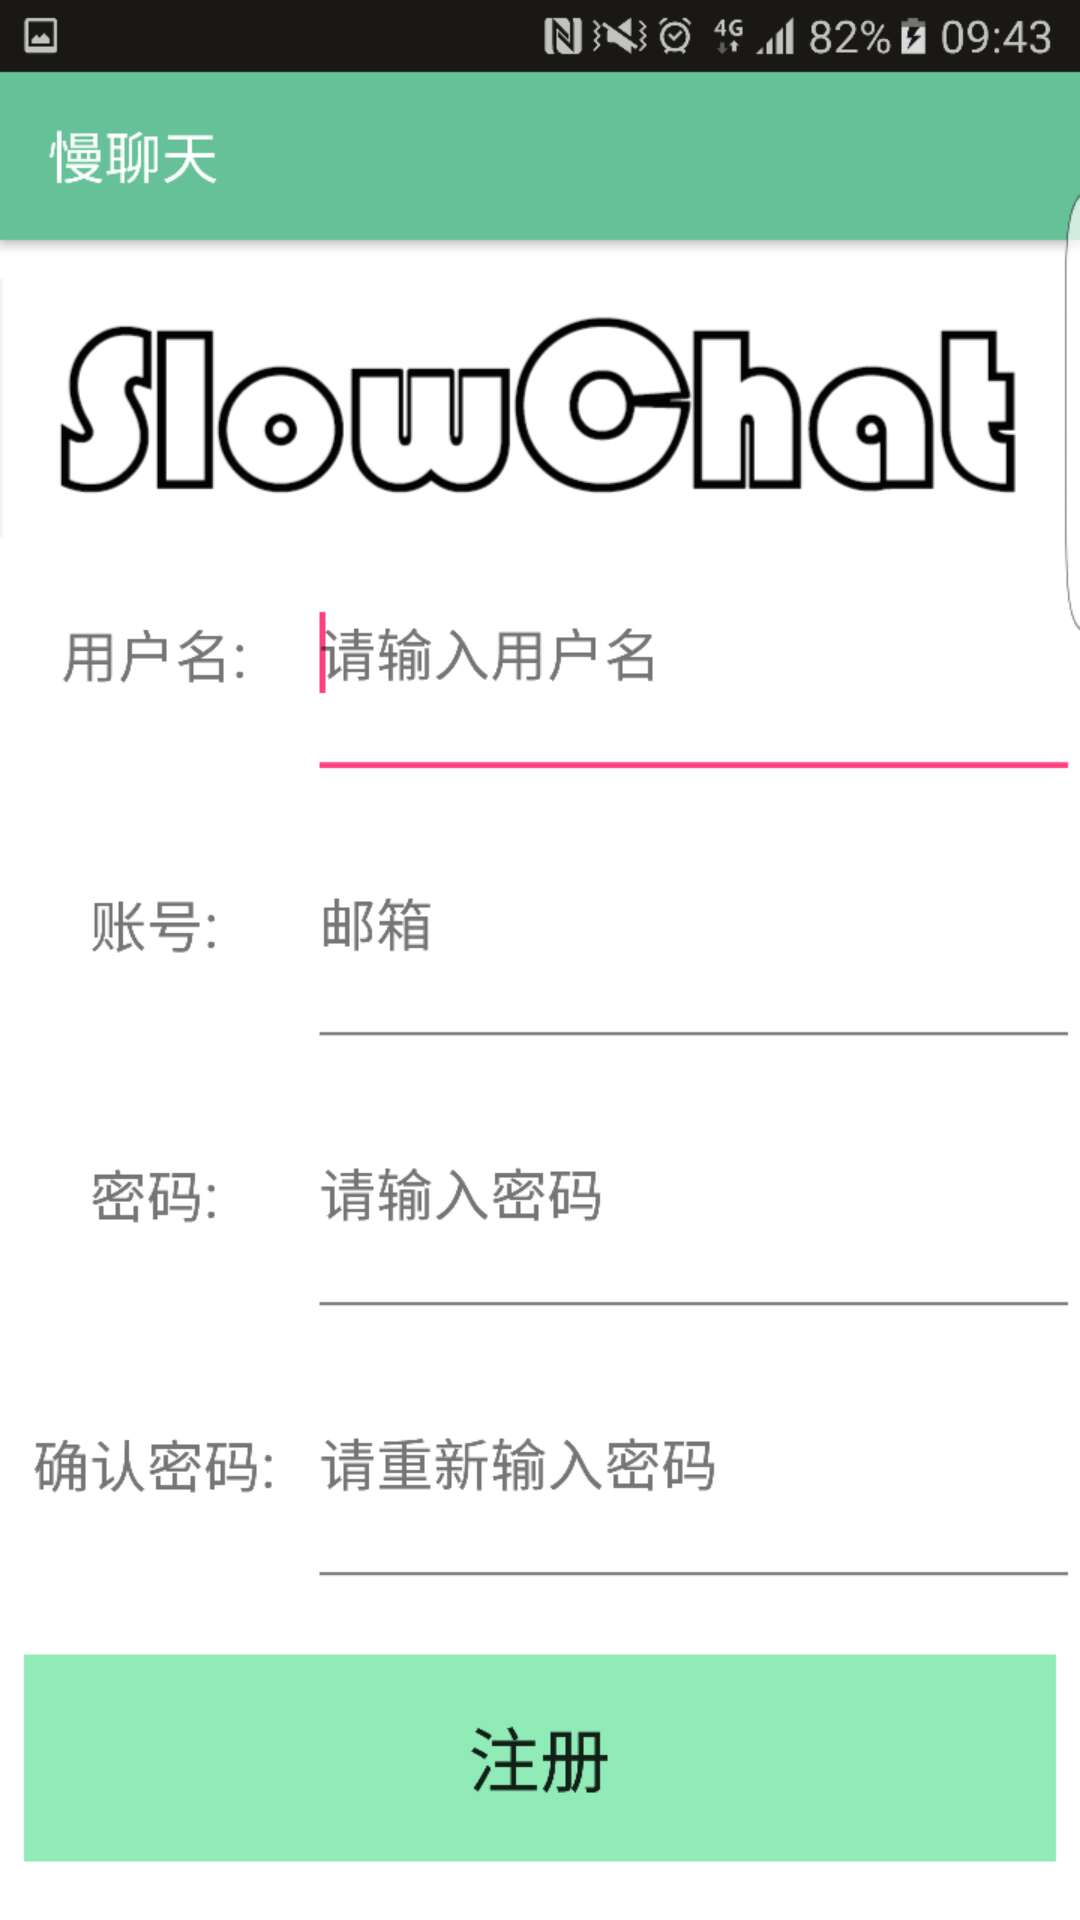 4G 82% 09:43
慢聊天
SlowChat
用户名: 请输入用户名
账号: 邮箱
密码: 请输入密码
确认密码: 请重新输入密码
注册